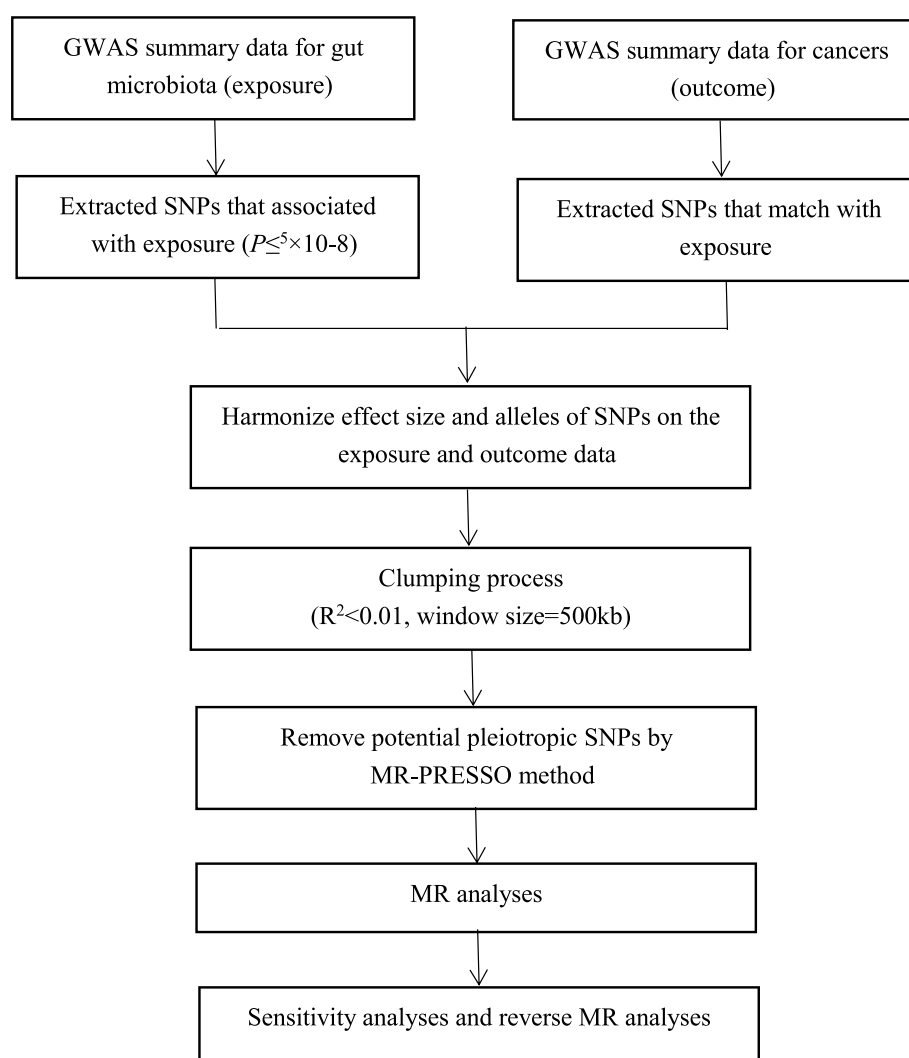 GWAS summary data for gut
microbiota (exposure)
GWAS summary data for cancers
(outcome)
Extracted SNPs that associated
with exposure (P≤⁵×10-8)
Extracted SNPs that match with
exposure
Harmonize effect size and alleles of SNPs on the
exposure and outcome data
Clumping process
(R²<0.01, window size=500kb)
Remove potential pleiotropic SNPs by
MR-PRESSO method
MR analyses
Sensitivity analyses and reverse MR analyses